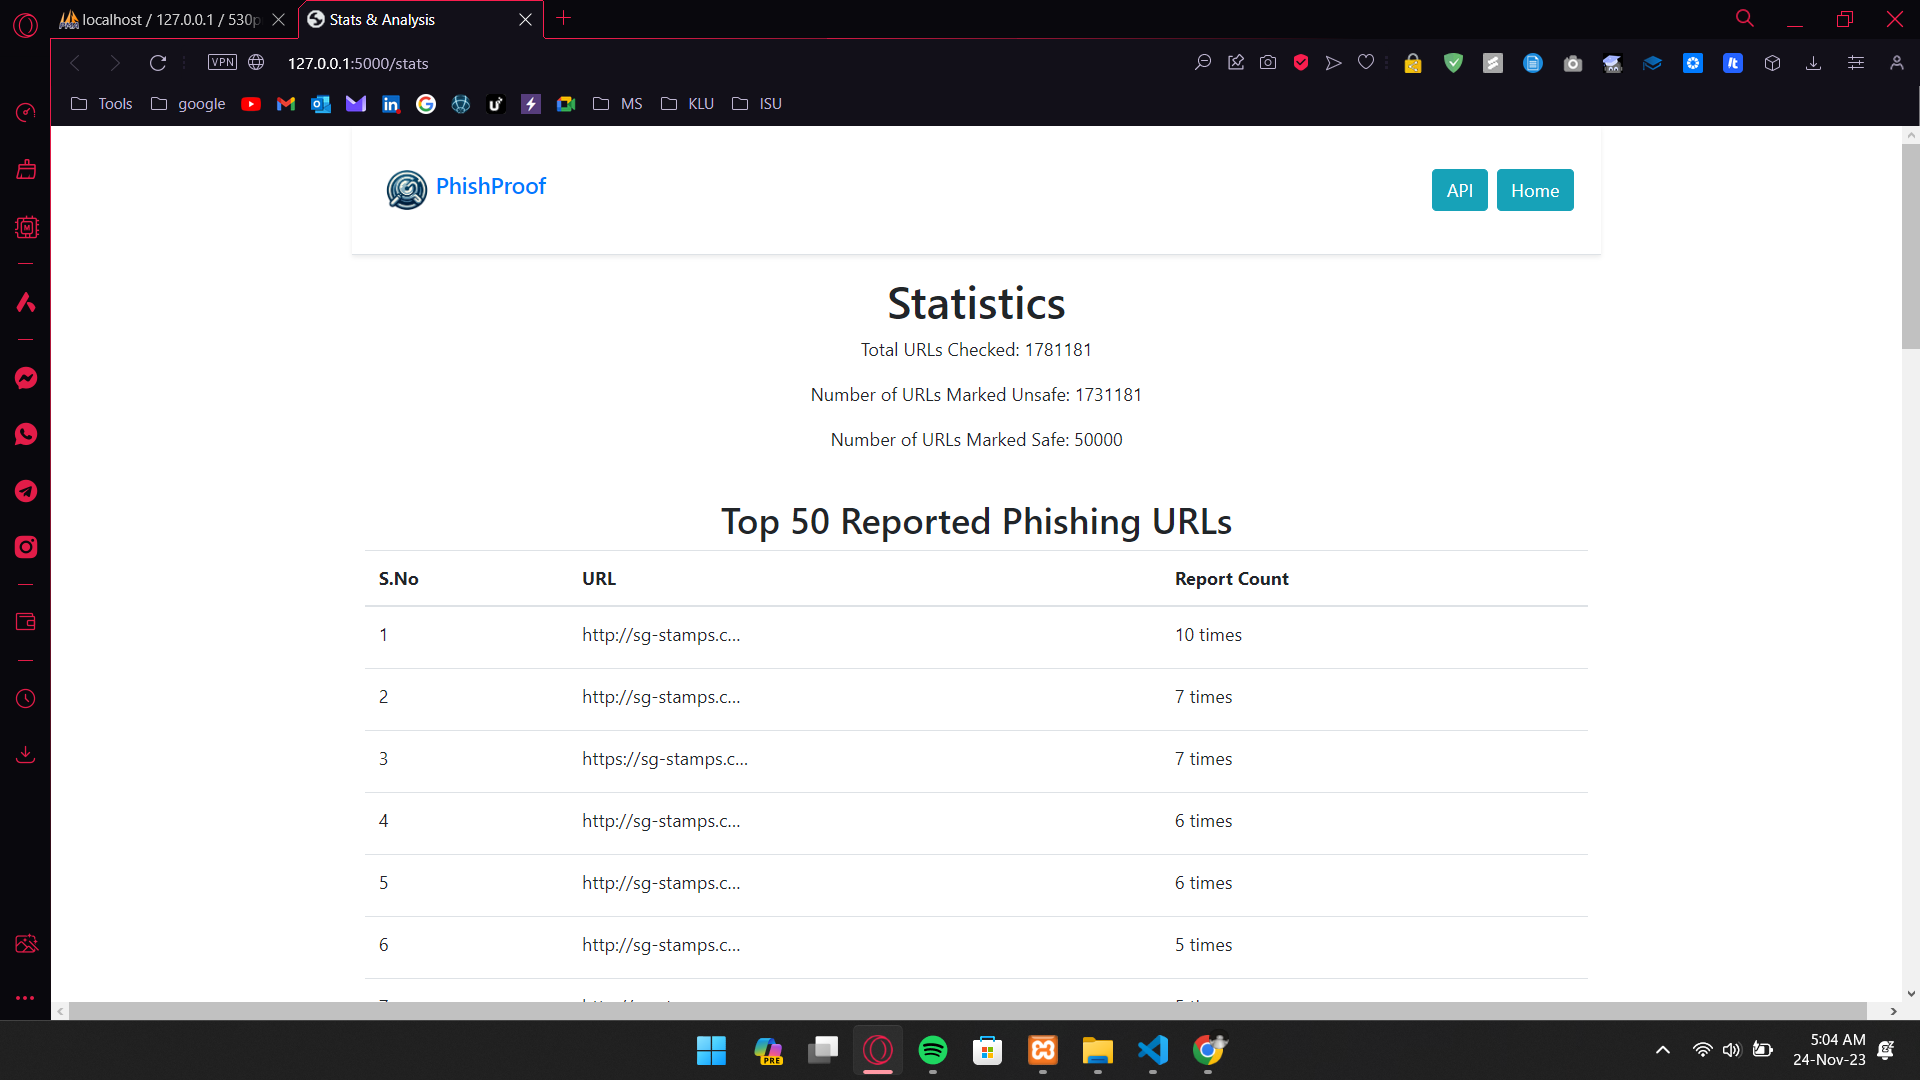 localhost / 127.0.0.1 / 530p
Stats & Analysis
VPN
127.0.0.1:5000/stats
Tools
google
MS
KLU
ISU
PhishProof
API
Home
Statistics
Total URLs Checked: 1781181
Number of URLs Marked Unsafe: 1731181
Number of URLs Marked Safe: 50000
Top 50 Reported Phishing URLs
S.No URL Report Count
1 http://sg-stamps.c... 10 times
2 http://sg-stamps.c... 7 times
3 https://sg-stamps.c... 7 times
4 http://sg-stamps.c... 6 times
5 http://sg-stamps.c... 6 times
6 http://sg-stamps.c... 5 times
PRE
5:04 AM
24-Nov-23